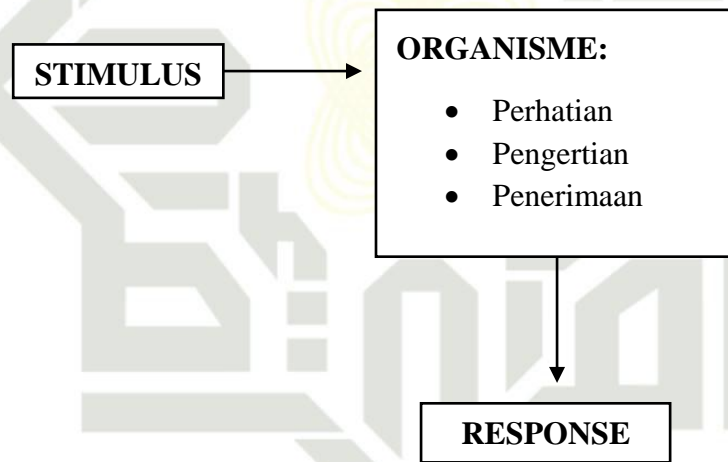 STIMULUS
ORGANISME:
• Perhatian
• Pengertian
• Penerimaan
RESPONSE